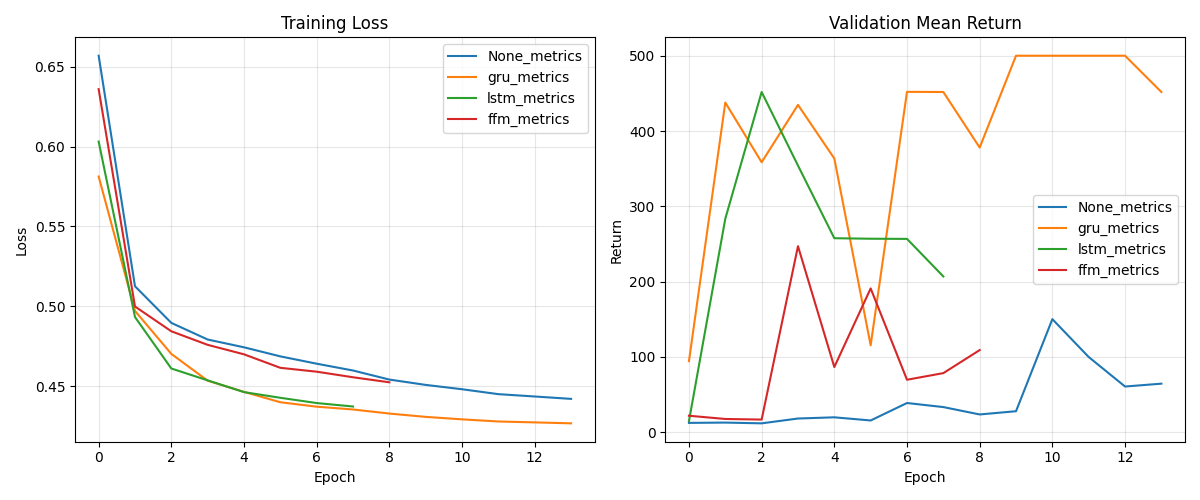 Training Loss
Loss
0.65
0.60
0.55
0.50
0.45
0 2 4 6 8 10 12
Epoch
None_metrics
gru_metrics
lstm_metrics
ffm_metrics
Validation Mean Return
Return
500
400
300
200
100
0
0 2 4 6 8 10 12
Epoch
None_metrics
gru_metrics
lstm_metrics
ffm_metrics